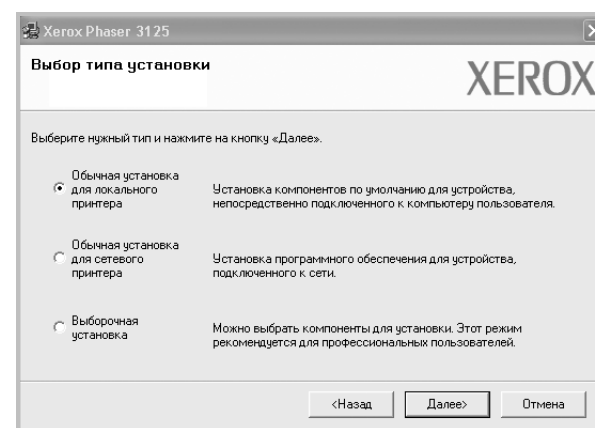 Xerox Phaser 3125
Выбор типа установки
XEROX
Выберите нужный тип и нажмите на кнопку «Далее».
Обычная установка
для локального
принтера
Установка компонентов по умолчанию для устройства,
непосредственно подключенного к компьютеру пользователя.
Обычная установка
для сетевого
принтера
Установка программного обеспечения для устройства,
подключенного к сети.
Выборочная
установка
Можно выбрать компоненты для установки. Этот режим
рекомендуется для профессиональных пользователей.
<Назад
Далее>
Отмена